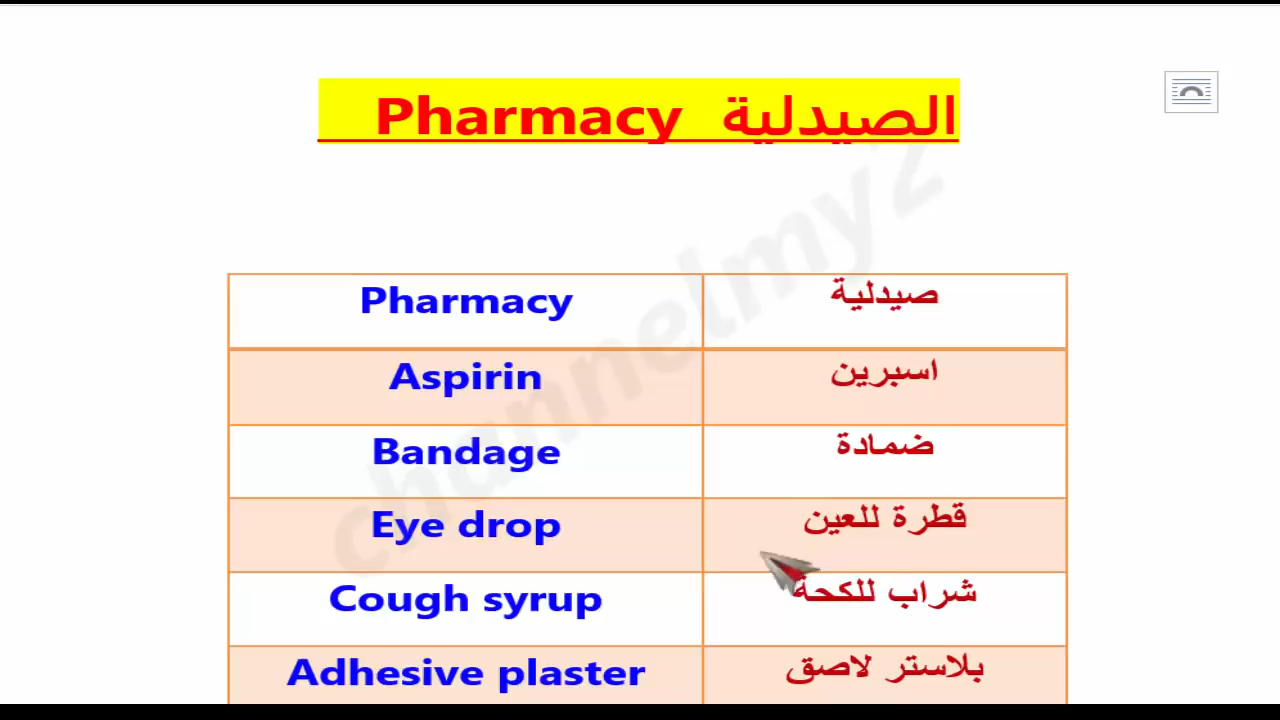 Pharmacy الصيدلية
channelmy2
Pharmacy صيدلية
Aspirin اسبرين
Bandage ضمادة
Eye drop قطرة للعين
Cough syrup شراب للكحة
Adhesive plaster بلاستر لاصق